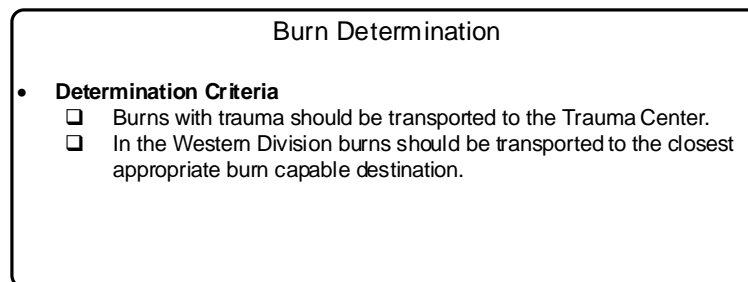 Burn Determination
• Determination Criteria
❑ Burns with trauma should be transported to the Trauma Center.
❑ In the Western Division burns should be transported to the closest
appropriate burn capable destination.